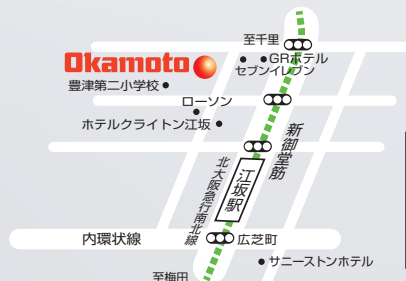 至千里
Okamoto
GRホテル
セブンイレブン
豊津第二小学校
ローソン
ホテルクライトン江坂
新御堂筋
江坂駅
北大阪急行南北線
内環状線
広芝町
サニーストンホテル
至梅田